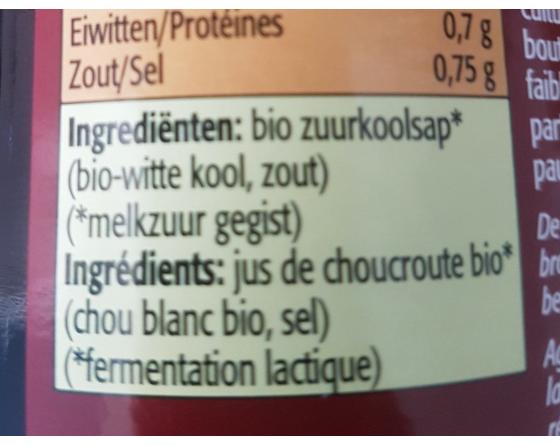 Eiwitten/Protéines 0,7 g
Zout/Sel 0,75 g
Ingrediënten: bio zuurkoolsap*
(bio-witte kool, zout)
(*melkzuur gegist)
Ingrédients: jus de choucroute bio*
(chou blanc bio, sel)
(*fermentation lactique)